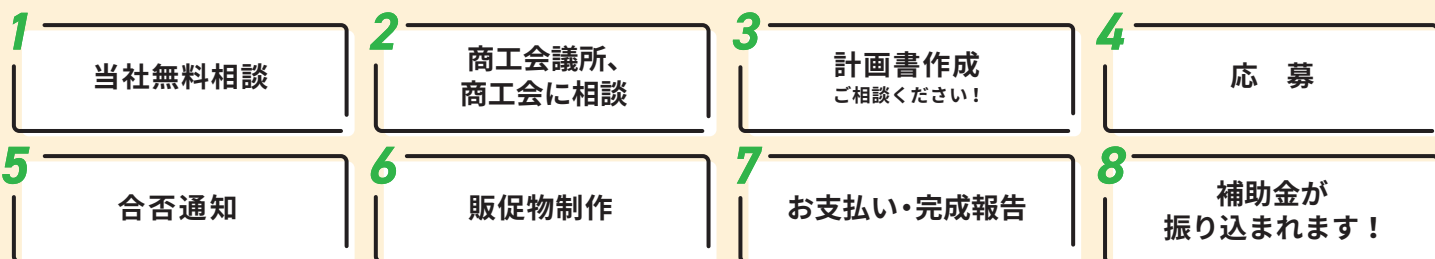 1
当社無料相談
2
商工会議所、
商工会に相談
3
計画書作成
ご相談ください！
4
応　募
5
合否通知
6
販促物制作
7
お支払い・完成報告
8
補助金が
振り込まれます！